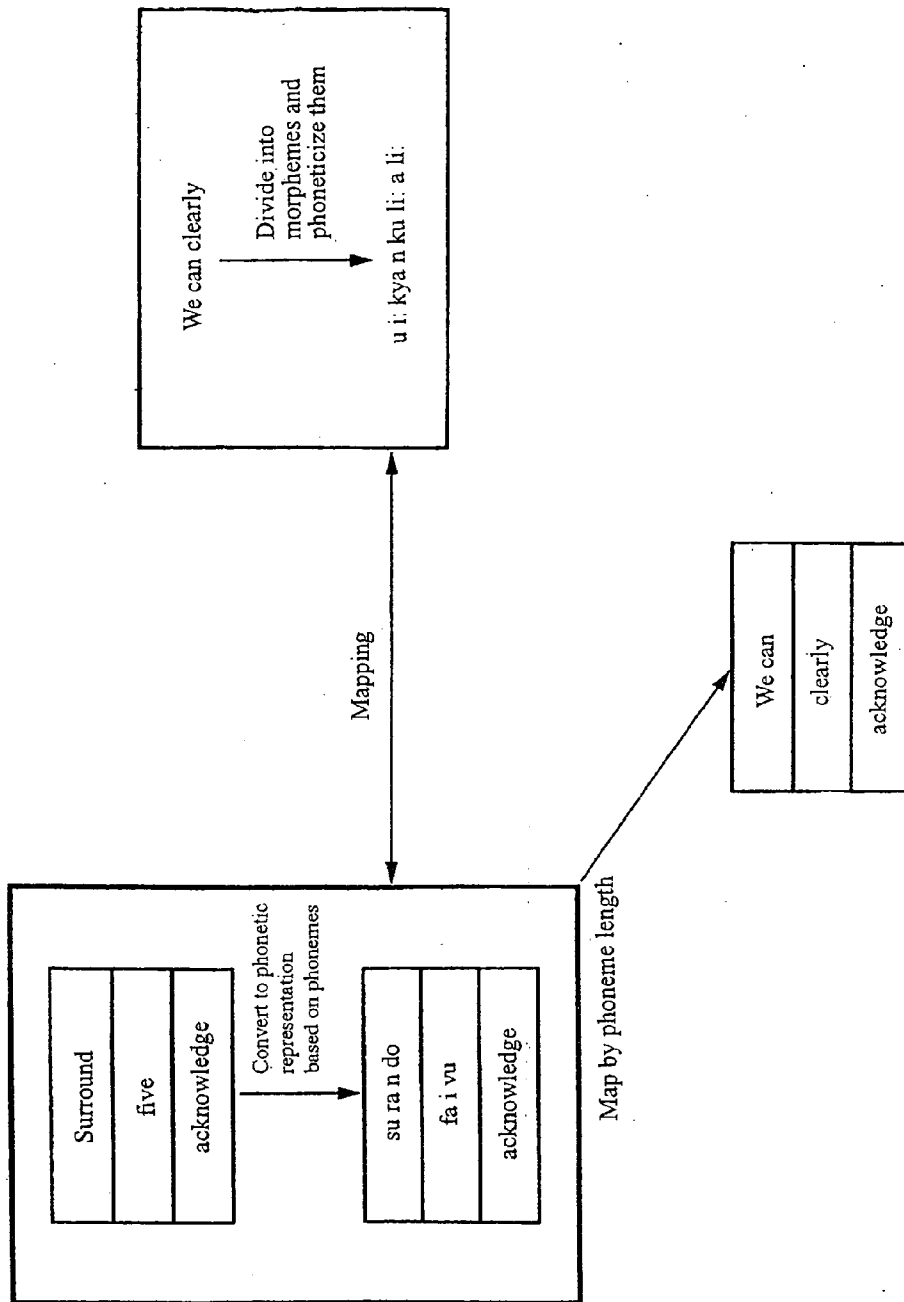 Surround
five
acknowledge
Convert to phonetic
representation
based on phonemes
su ra n do
fa i vu
acknowledge
Mapping
We can clearly
Divide into
morphemes and
phoneticize them
u i: kya n ku li: a li:
Map by phoneme length
We can
clearly
acknowledge